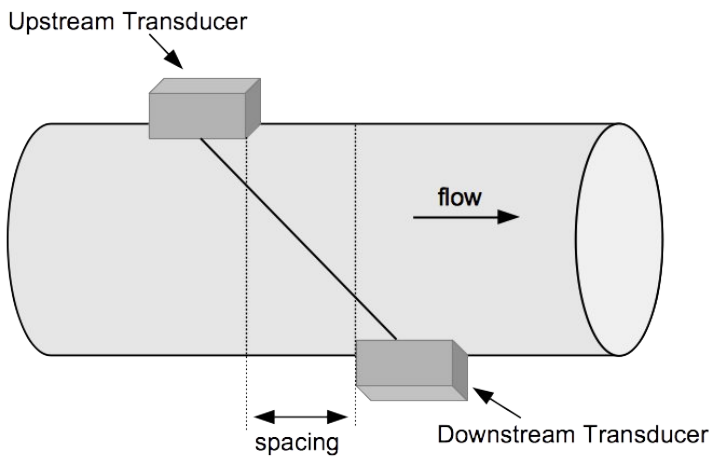 Upstream Transducer
flow
spacing
Downstream Transducer